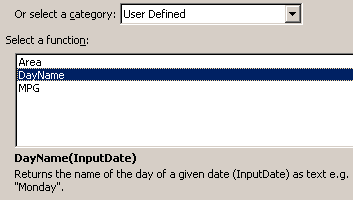 Or select a category: User Defined
Select a function:
Area
DayName
MPG
DayName(InputDate)
Returns the name of the day of a given date (InputDate) as text e.g.
"Monday".